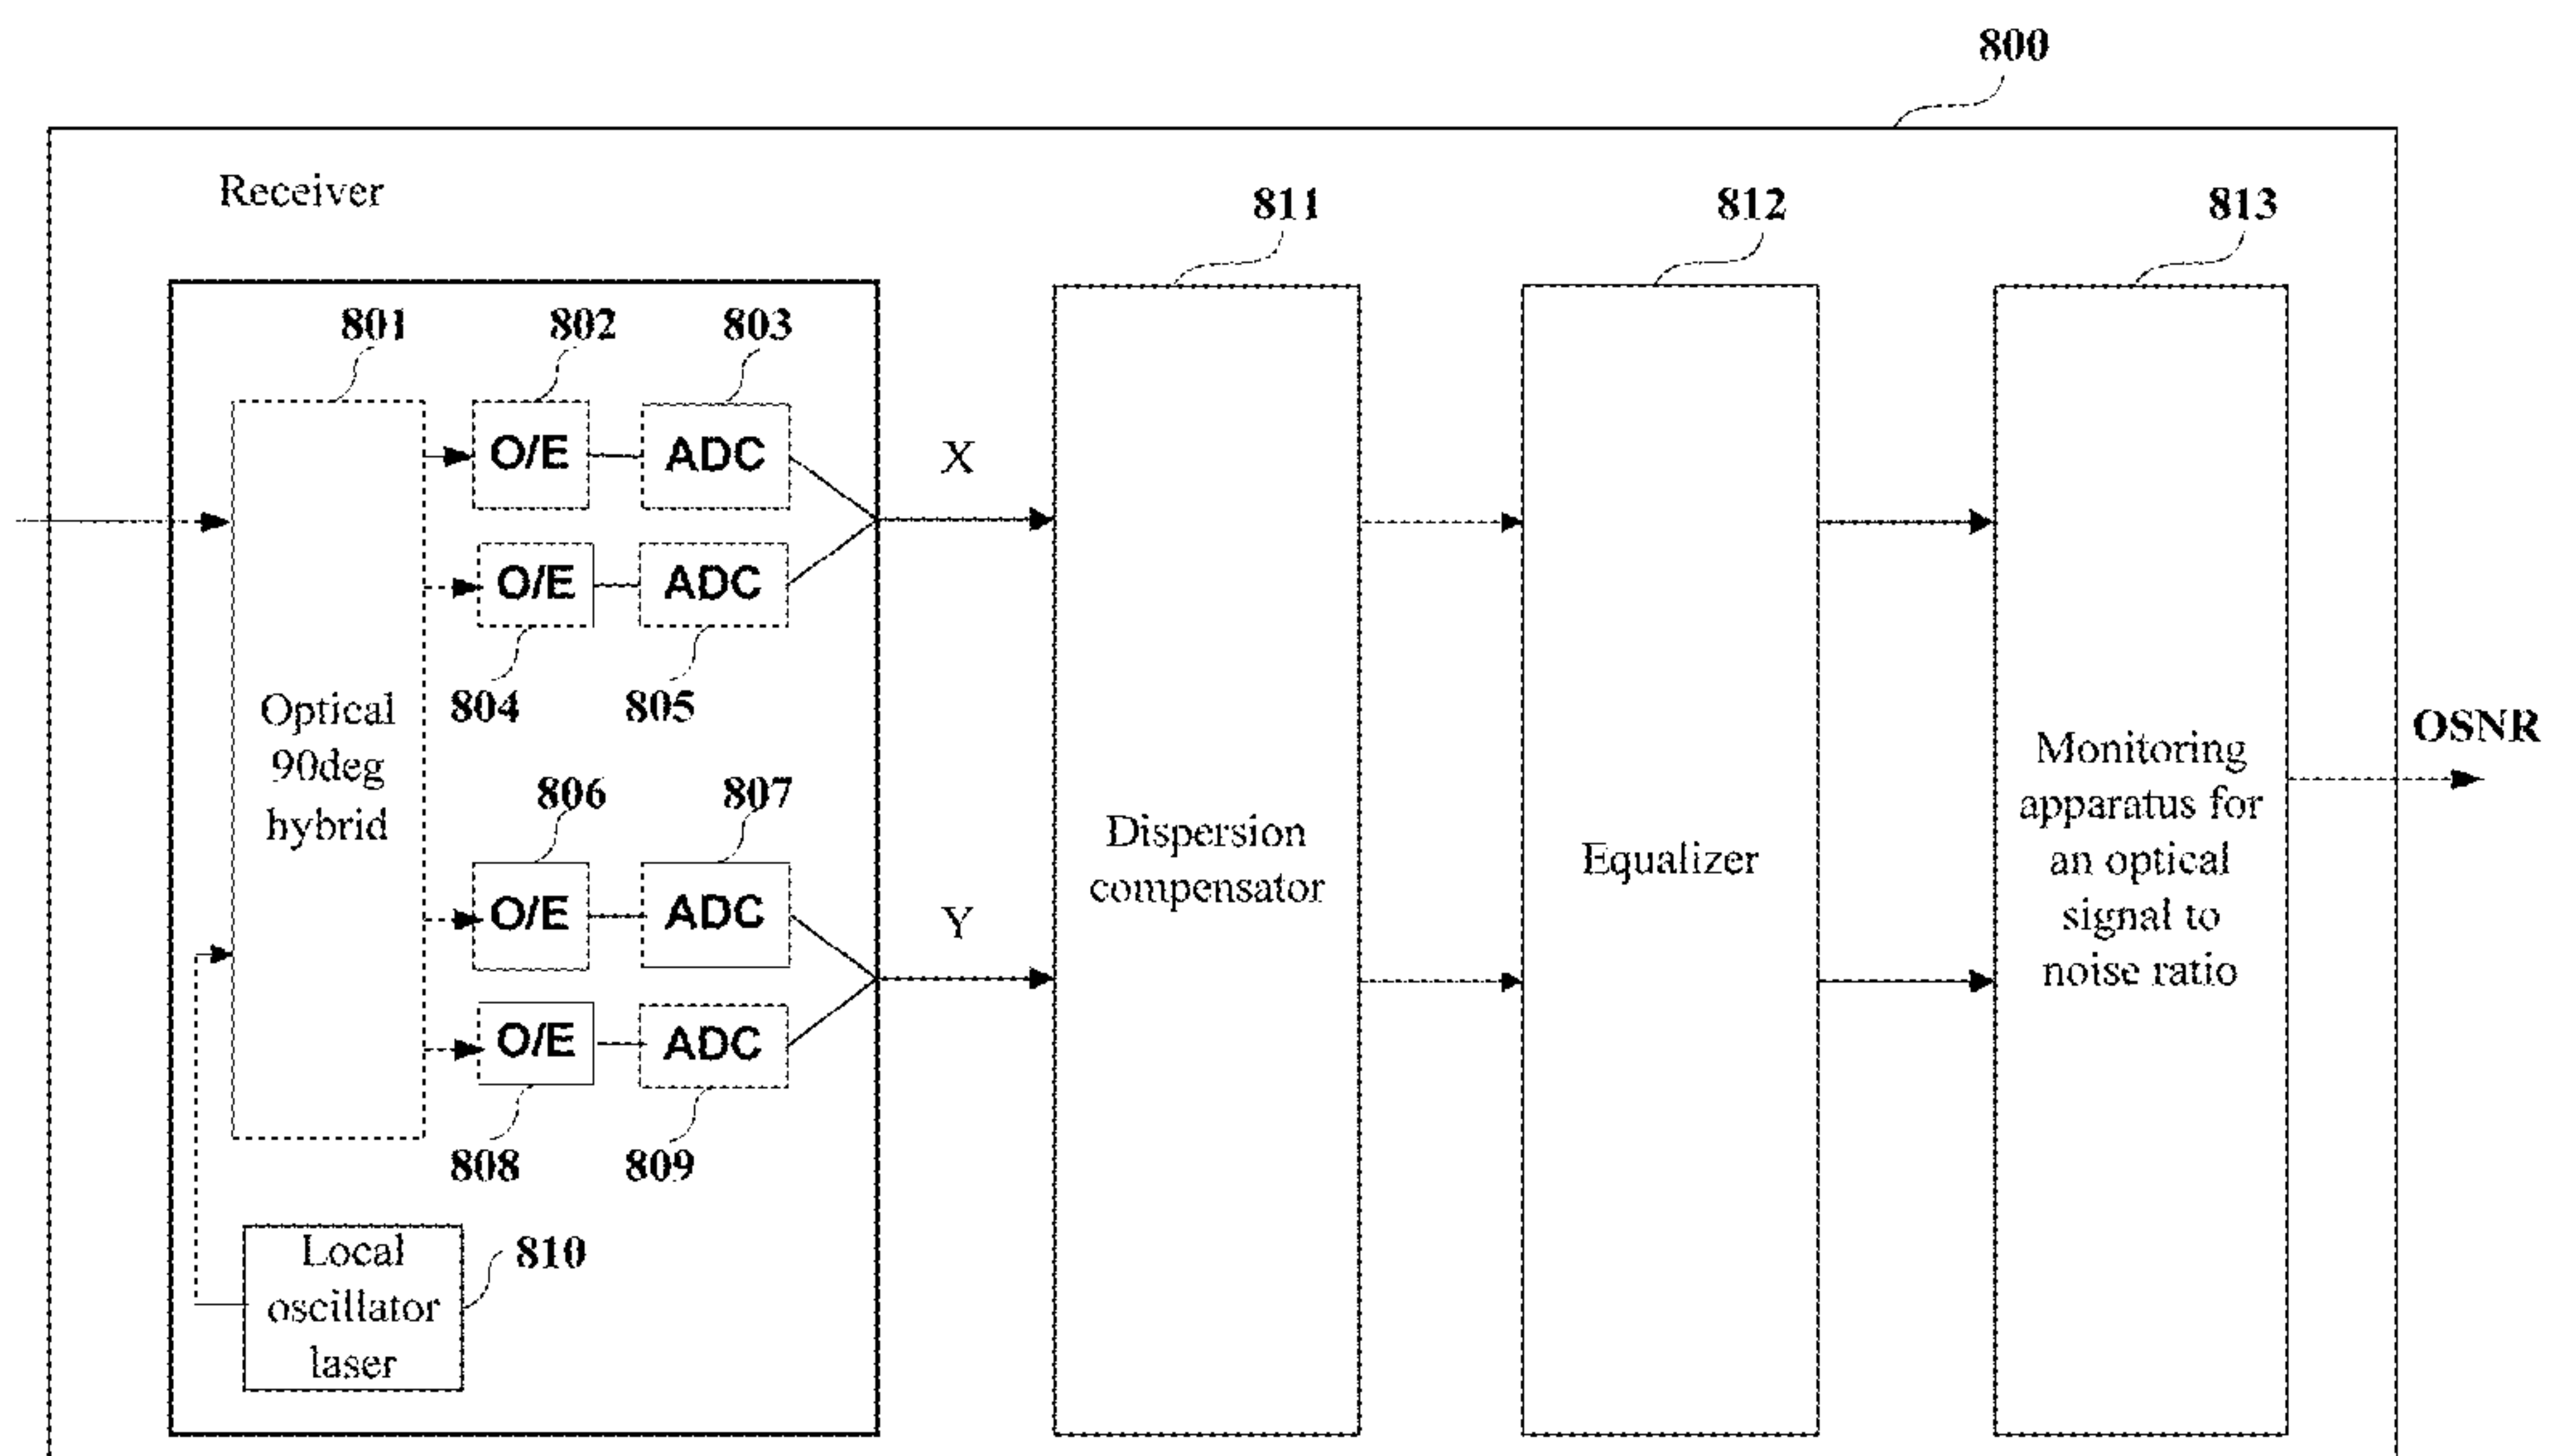 800
Receiver
811
812
813
801
802
803
O/E
ADC
X
O/E
ADC
804
805
Optical
90deg
hybrid
OSNR
Monitoring
apparatus for
an optical
signal to
noise ratio
806
807
Dispersion
compensator
Equalizer
O/E
ADC
Y
O/E
ADC
808
809
Local
oscillator
laser
810